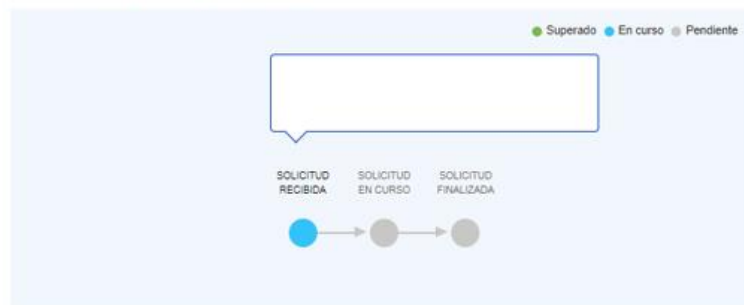 Superado En curso Pendiente
SOLICITUD SOLICITUD SOLICITUD
RECIBIDA EN CURSO FINALIZADA